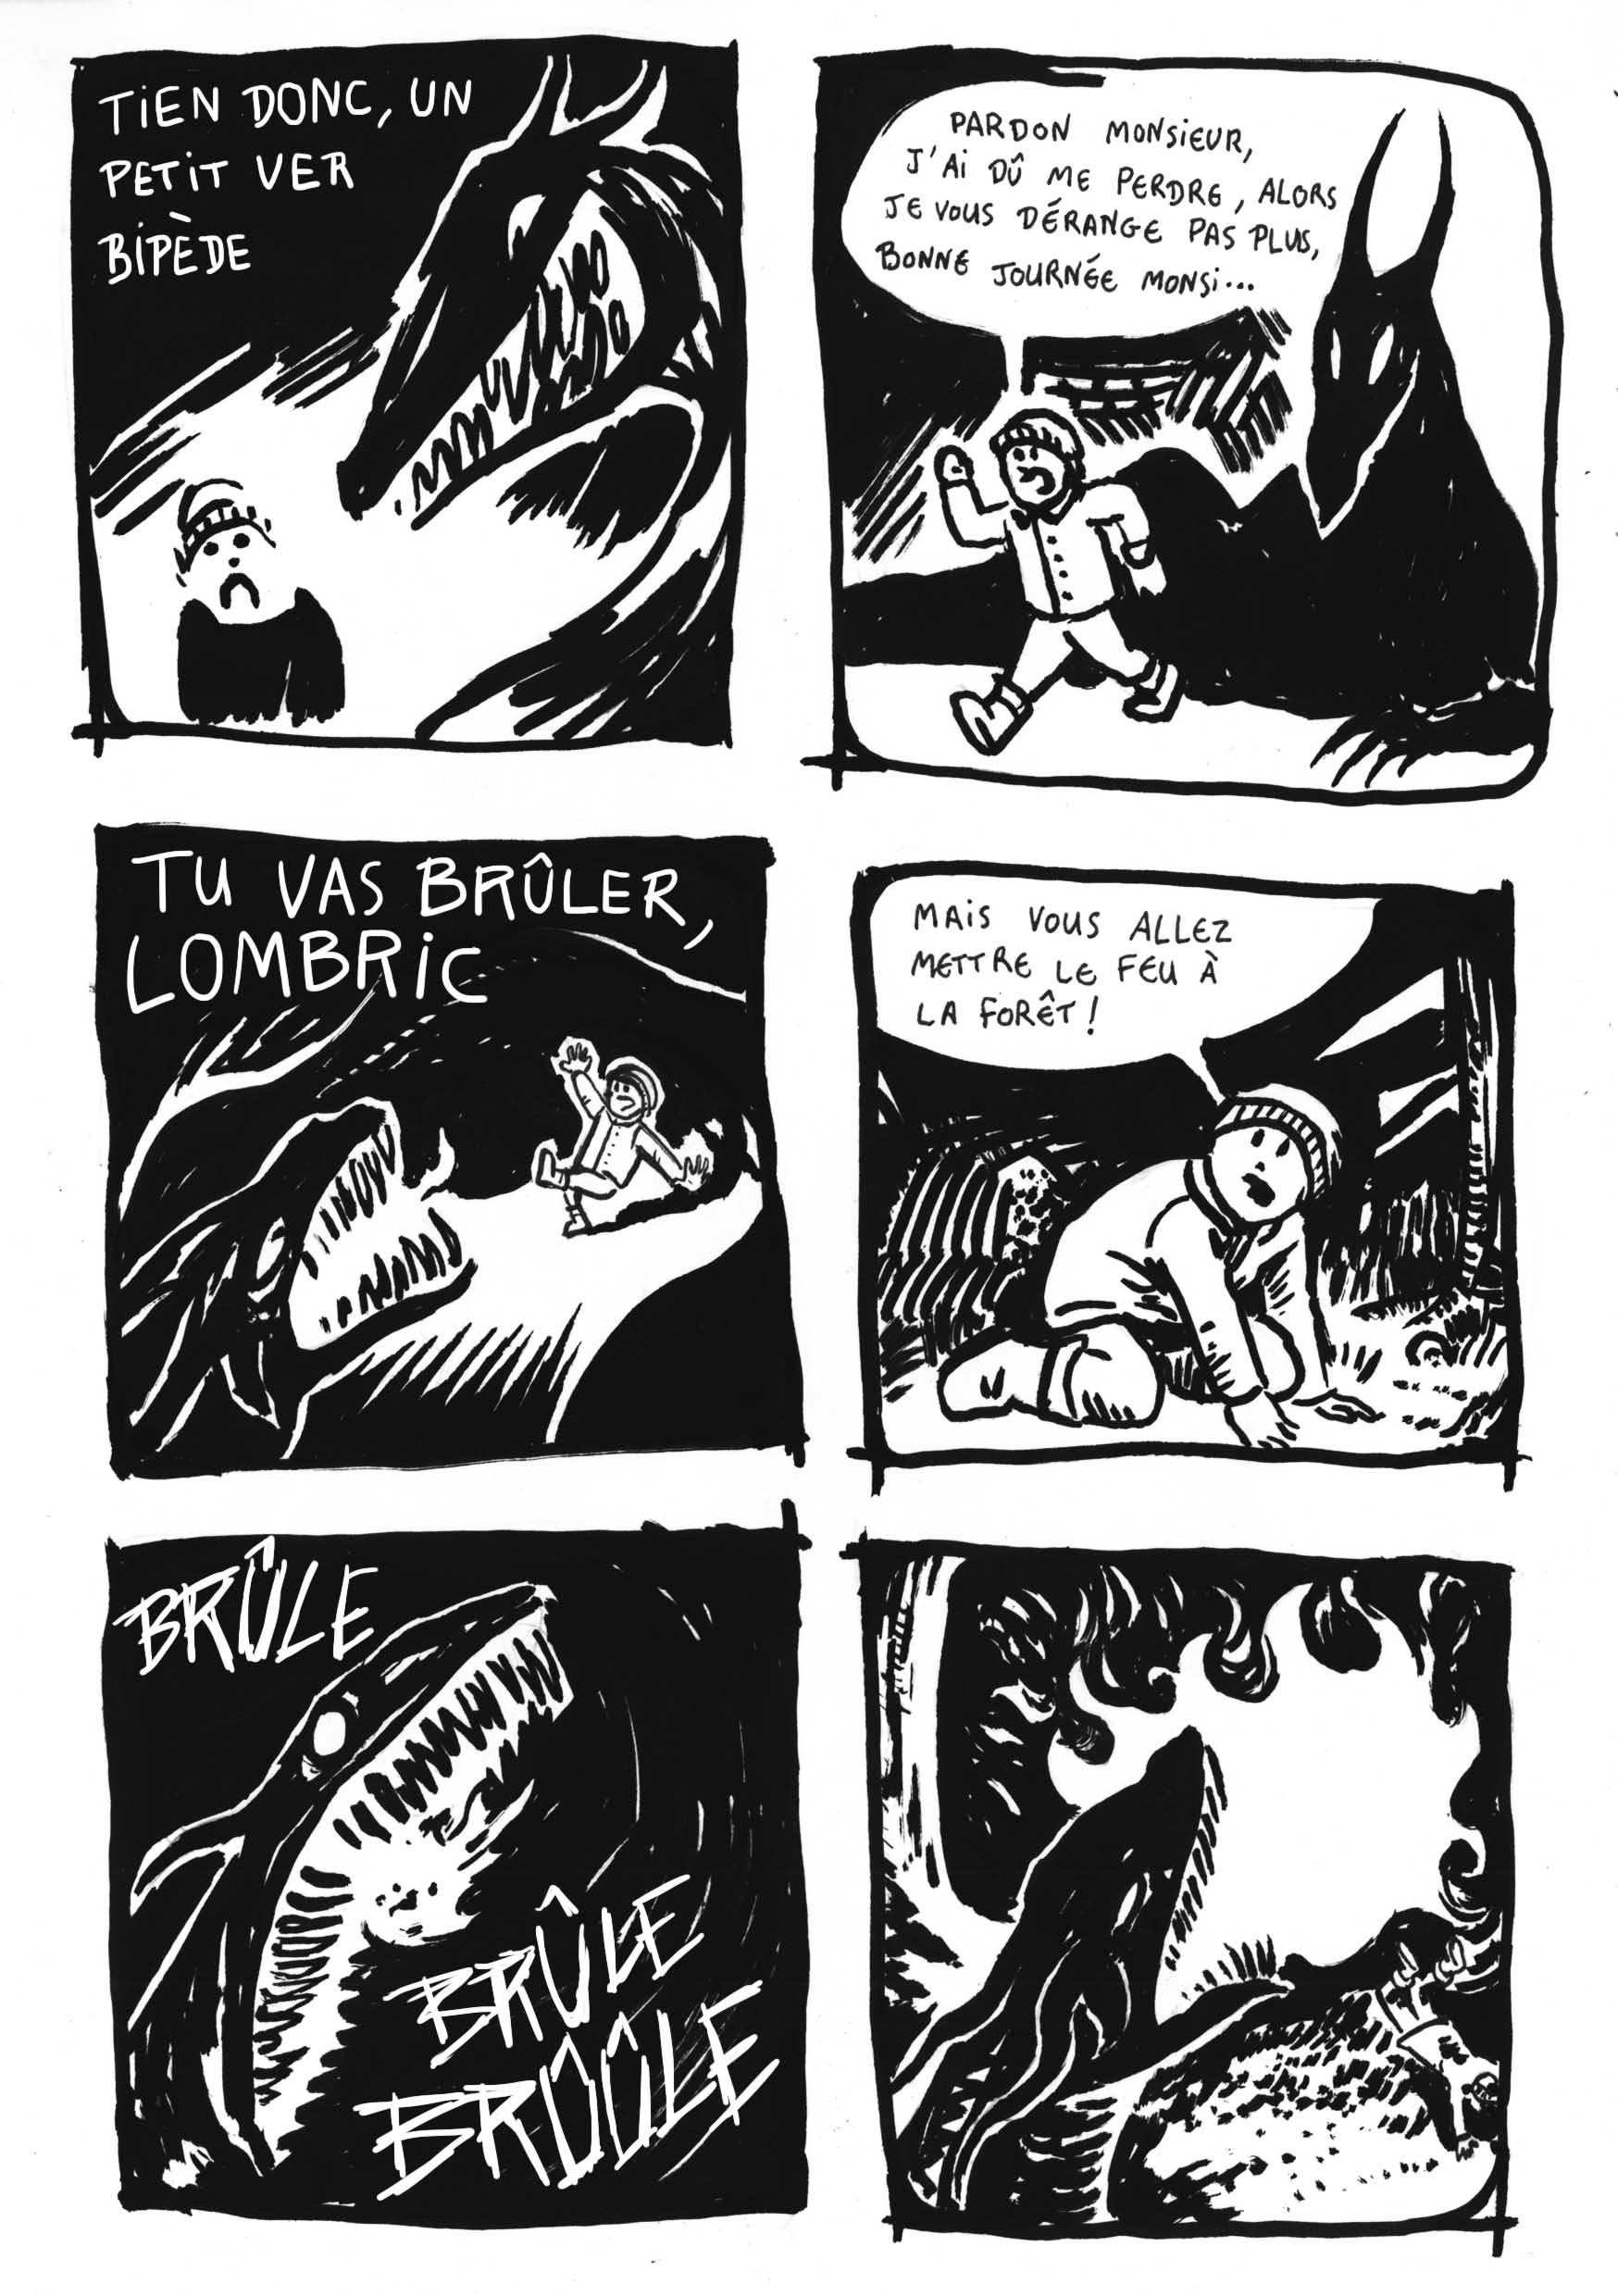 TIEN DONC, UN
PETIT VER
BIPÈDE
PARDON MONSIEUR,
J'AI DÛ ME PERDRE, ALORS
JE VOUS DÉRANGE PAS PLUS,
BONNE JOURNÉE MONSI...
TU VAS BRÛLER,
LOMBRIC
MAIS VOUS ALLEZ
METTRE LE FEU À
LA FORÊT!
BRÛLE
BRÛLE
BRÛÛLE